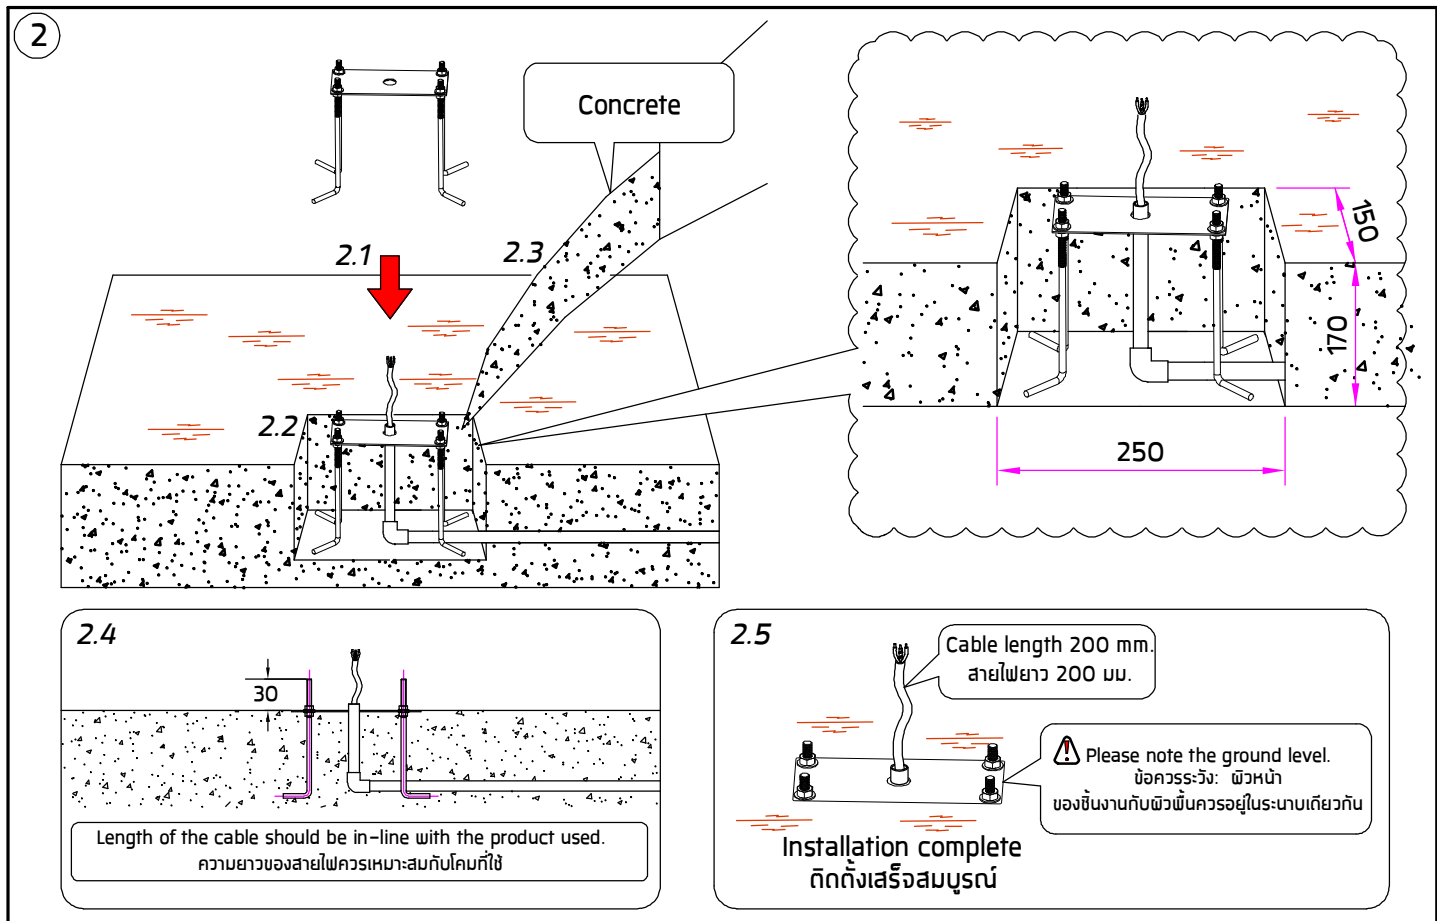 2
Concrete
2.1
2.3
2.2
150
170
250
2.4
30
Length of the cable should be in-line with the product used.
ความยาวของสายไฟควรเหมาะสมกับโคมที่ใช้
2.5
Cable length 200 mm.
สายไฟยาว 200 มม.
Please note the ground level.
ข้อควรระวัง: ผิวหน้า
ของชิ้นงานกับผิวพื้นควรอยู่ในระนาบเดียวกัน
Installation complete
ติดตั้งเสร็จสมบูรณ์